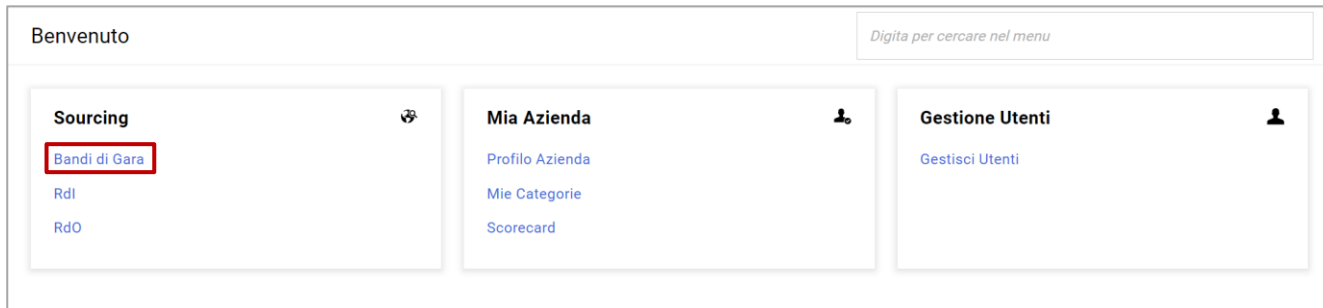 Benvenuto
Digita per cercare nel menu
Sourcing
Bandi di Gara
RdI
RdO
Mia Azienda
Profilo Azienda
Mie Categorie
Scorecard
Gestione Utenti
Gestisci Utenti